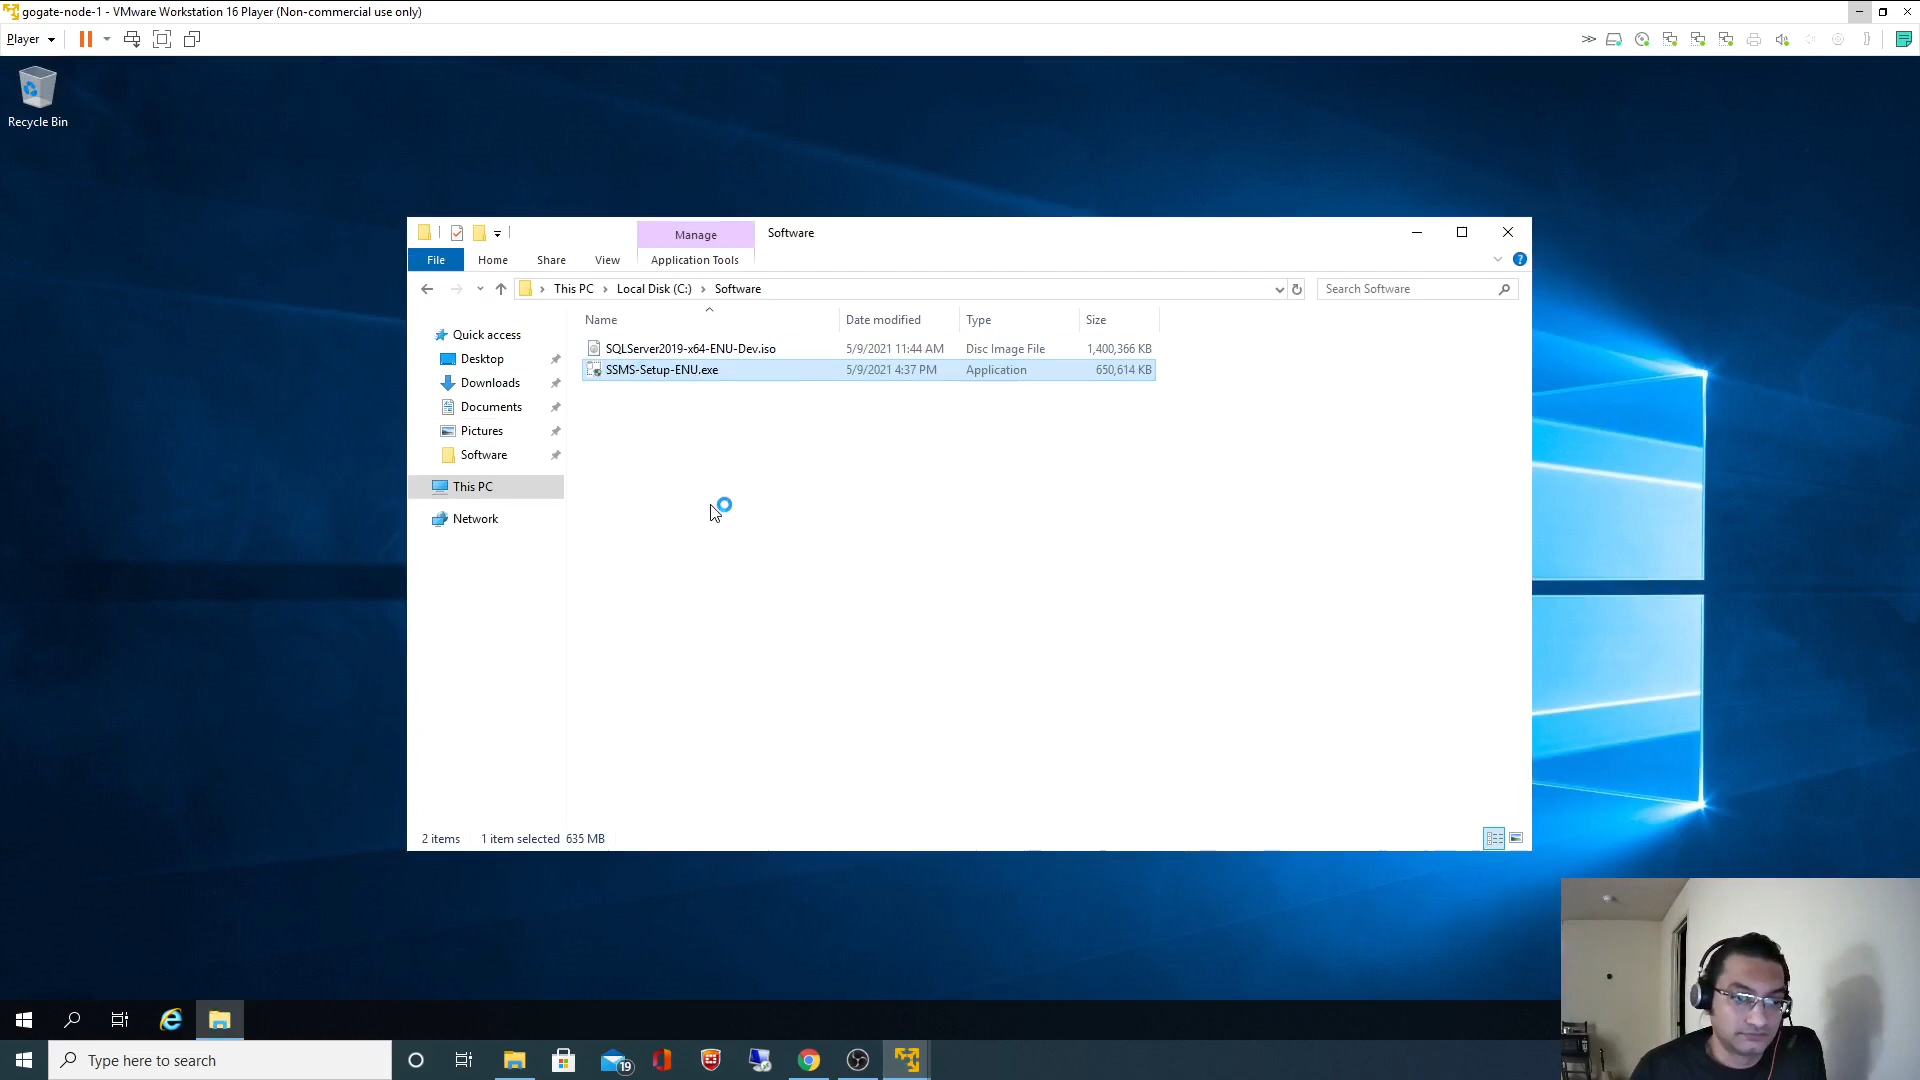 gogate-node-1 - VMware Workstation 16 Player (Non-commercial use only)
Player
Recycle Bin
Manage
Software
File
Home
Share
View
Application Tools
This PC
Local Disk (C:)
Software
Search Software
Name
Date modified
Type
Size
SQLServer2019-x64-ENU-Dev.iso
5/9/2021 11:44 AM
Disc Image File
1,400,366 KB
SSMS-Setup-ENU.exe
5/9/2021 4:37 PM
Application
650,614 KB
Quick access
Desktop
Downloads
Documents
Pictures
Software
This PC
Network
2 items
1 item selected 635 MB
Type here to search
19